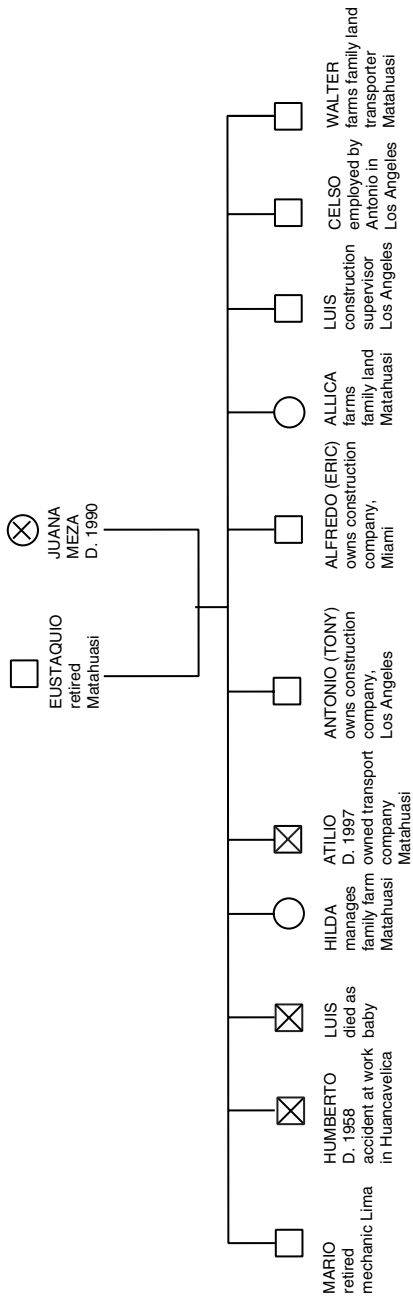 EUSTAQUIO
retired
Matahuasi
JUANA
MEZA
D. 1990
MARIO
retired
mechanic Lima
HUMBERTO
D. 1958
accident at work
in Huancavelica
LUIS
died as
baby
HILDA
manages
family farm
Matahuasi
ATILIO
D. 1997
owned transport
company
Matahuasi
ANTONIO (TONY)
owns construction
company,
Los Angeles
ALFREDO (ERIC)
owns construction
company,
Miami
ALLICA
farms
family land
Matahuasi
LUIS
construction
supervisor
Los Angeles
CELSO
employed by
Antonio in
Los Angeles
WALTER
farms family land
transporter
Matahuasi